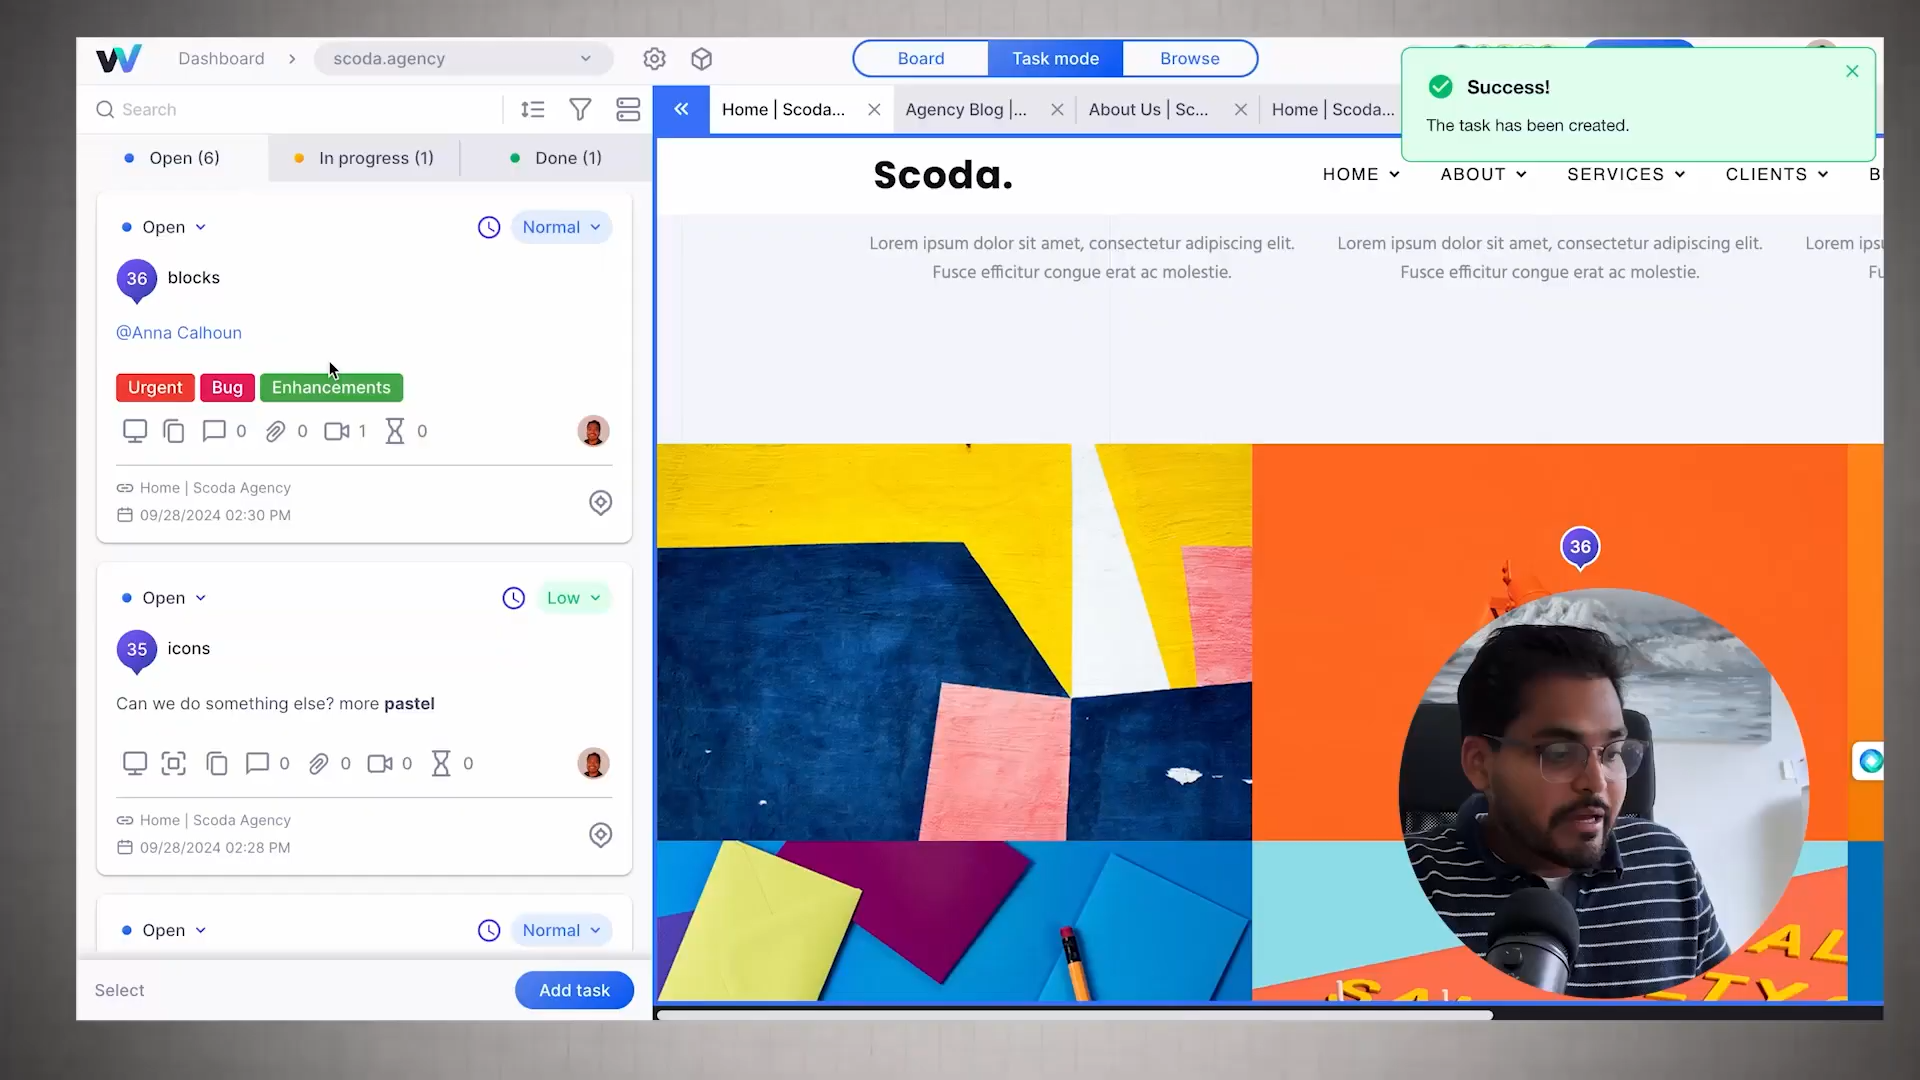 Dashboard
scoda.agency
Board
Task mode
Browse
Success!
The task has been created.
Search
Home | Scoda...
Agency Blog |...
About Us | Sc...
Home | Scoda...
Open (6)
In progress (1)
Done (1)
Scoda.
HOME
ABOUT
SERVICES
CLIENTS
Open
Normal
36
blocks
@Anna Calhoun
Urgent
Bug
Enhancements
0
0
1
0
Home | Scoda Agency
09/28/2024 02:30 PM
Lorem ipsum dolor sit amet, consectetur adipiscing elit.
Fusce efficitur congue erat ac molestie.
Lorem ipsum dolor sit amet, consectetur adipiscing elit.
Fusce efficitur congue erat ac molestie.
Lorem
36
Open
Low
35
icons
Can we do something else? more pastel
0
0
0
0
Home | Scoda Agency
09/28/2024 02:28 PM
Open
Normal
Select
Add task